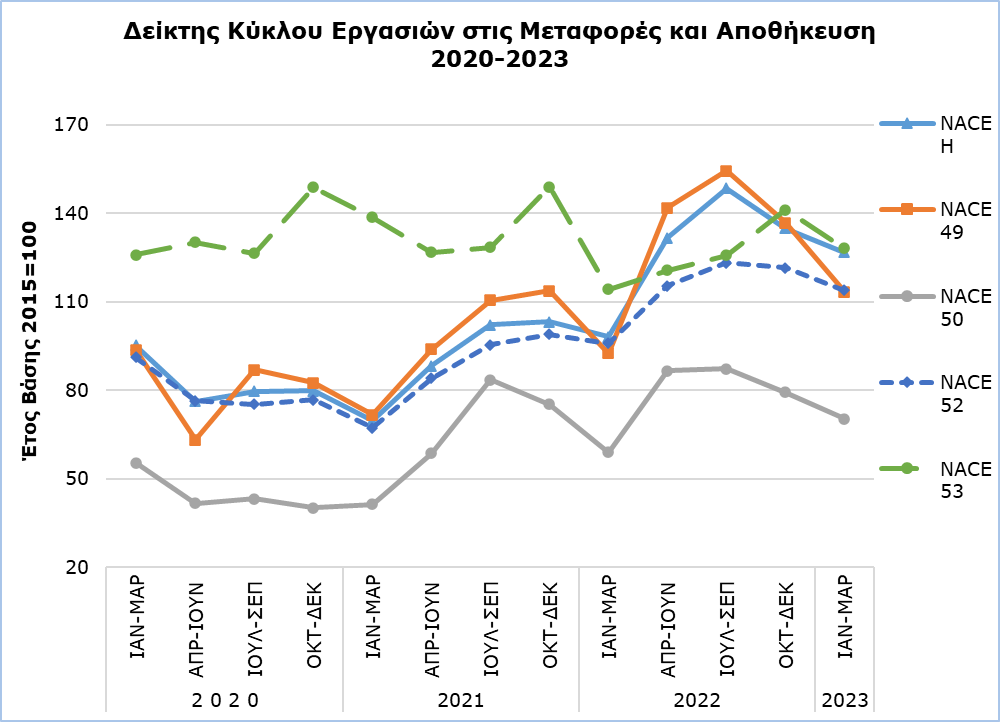 Δείκτης Κύκλου Εργασιών στις Μεταφορές και Αποθήκευση
2020-2023
Έτος Βάσης 2015=100
170
140
110
80
50
20
NACE
H
NACE
49
NACE
50
NACE
52
NACE
53
ΙΑΝ-ΜΑΡ
ΑΠΡ-ΙΟΥΝ
ΙΟΥΛ-ΣΕΠ
ΟΚΤ-ΔΕΚ
ΙΑΝ-ΜΑΡ
ΑΠΡ-ΙΟΥΝ
ΙΟΥΛ-ΣΕΠ
ΟΚΤ-ΔΕΚ
ΙΑΝ-ΜΑΡ
ΑΠΡ-ΙΟΥΝ
ΙΟΥΛ-ΣΕΠ
ΟΚΤ-ΔΕΚ
ΙΑΝ-ΜΑΡ
2 0 2 0
2021
2022
2023